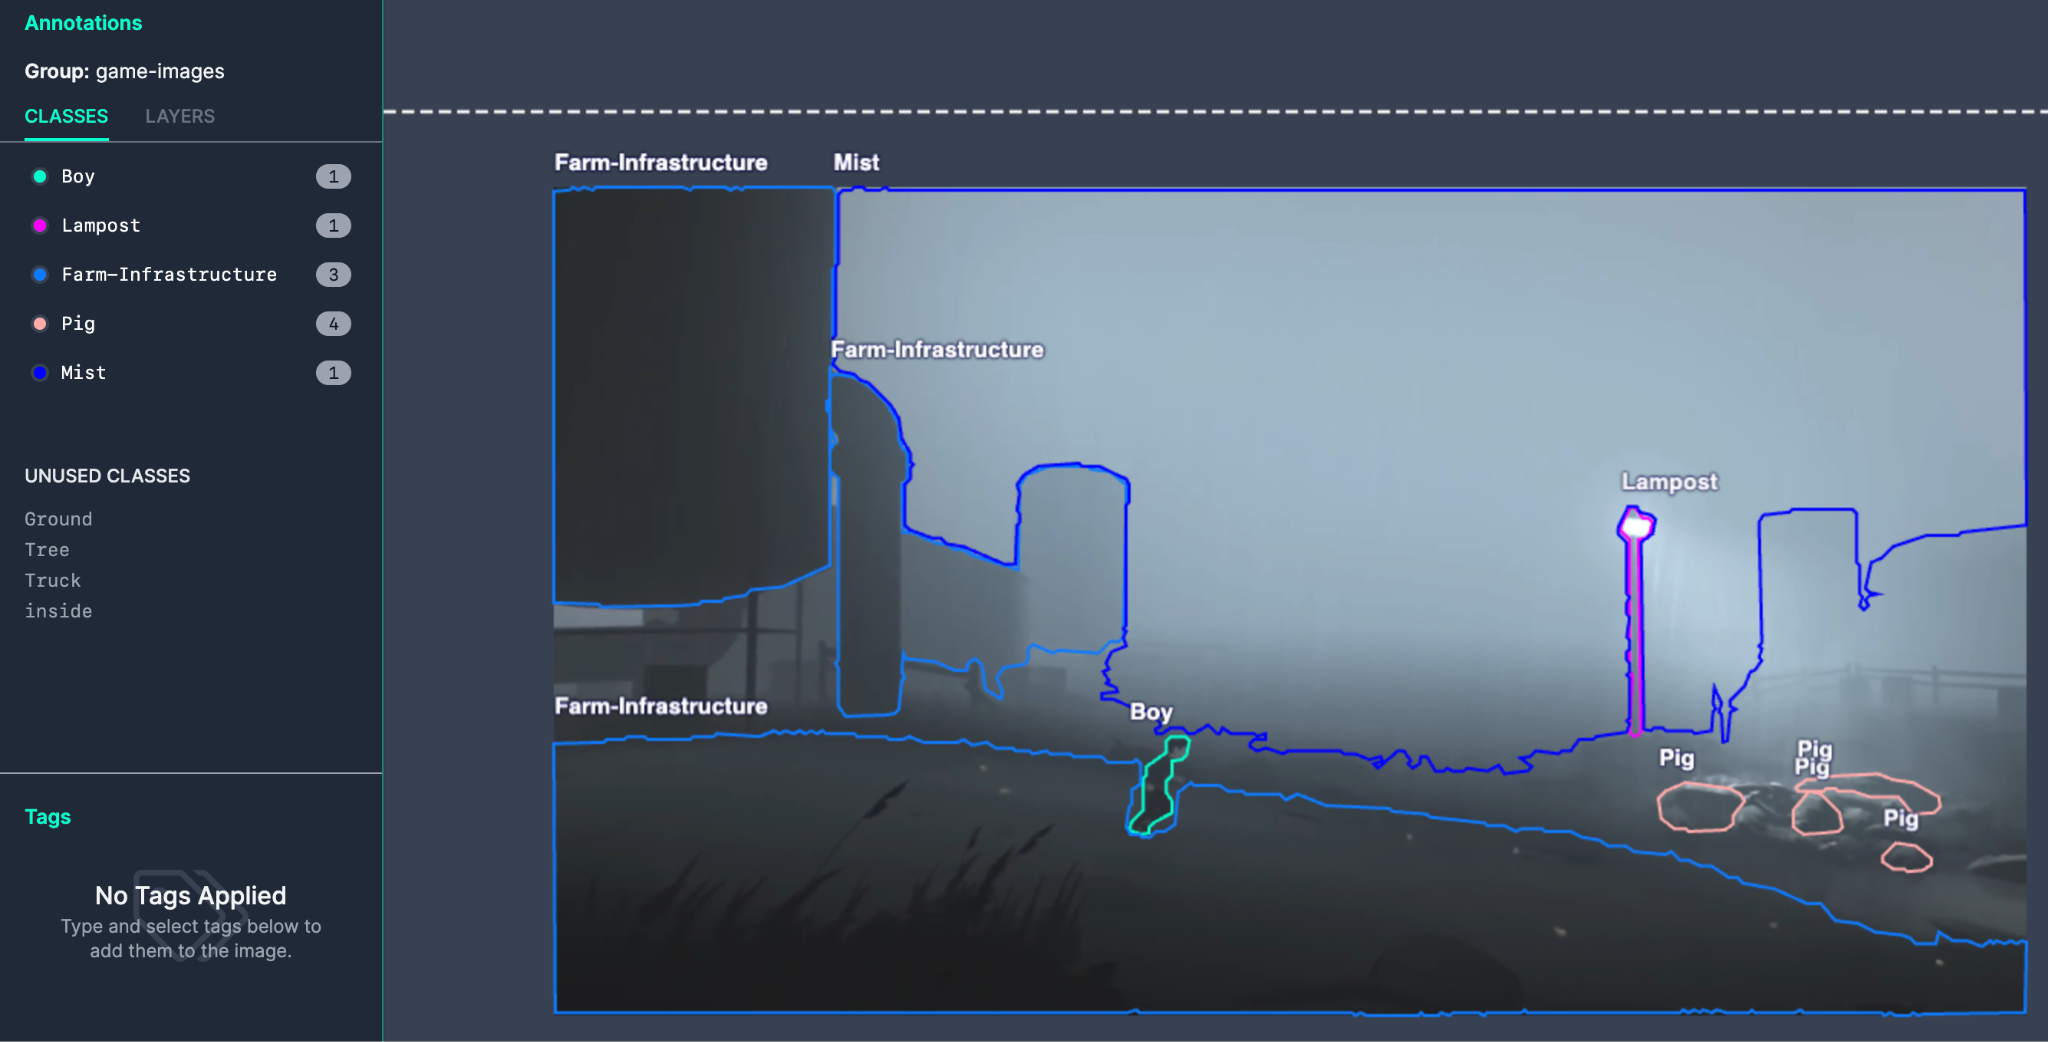 Annotations
Group: game-images
CLASSES LAYERS
Boy 1
Lampost 1
Farm-Infrastructure 3
Pig 4
Mist 1
UNUSED CLASSES
Ground
Tree
Truck
inside
Tags
No Tags Applied
Type and select tags below to
add them to the image.
Farm-Infrastructure Mist
Farm-Infrastructure
Lampost
Farm-Infrastructure
Boy
Pig
Pig
Pig
Pig